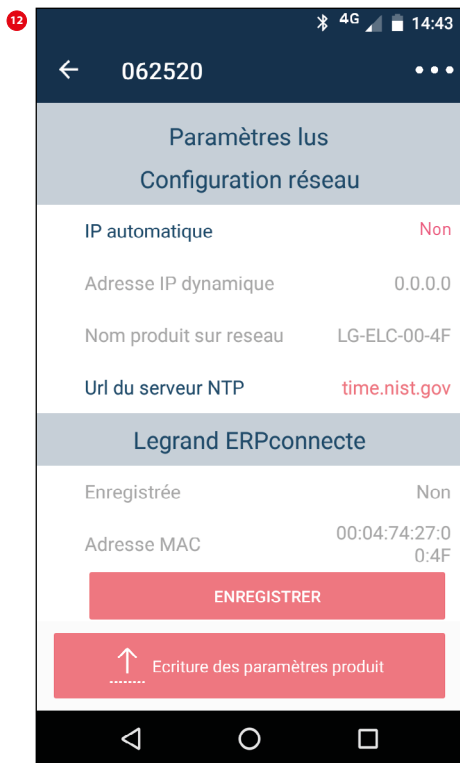 12
4G 14:43
062520
Paramètres lus
Configuration réseau
IP automatique Non
Adresse IP dynamique 0.0.0.0
Nom produit sur reseau LG-ELC-00-4F
Url du serveur NTP time.nist.gov
Legrand ERPconnecte
Enregistrée Non
Adresse MAC 00:04:74:27:0
0:4F
ENREGISTRER
Ecriture des paramètres produit